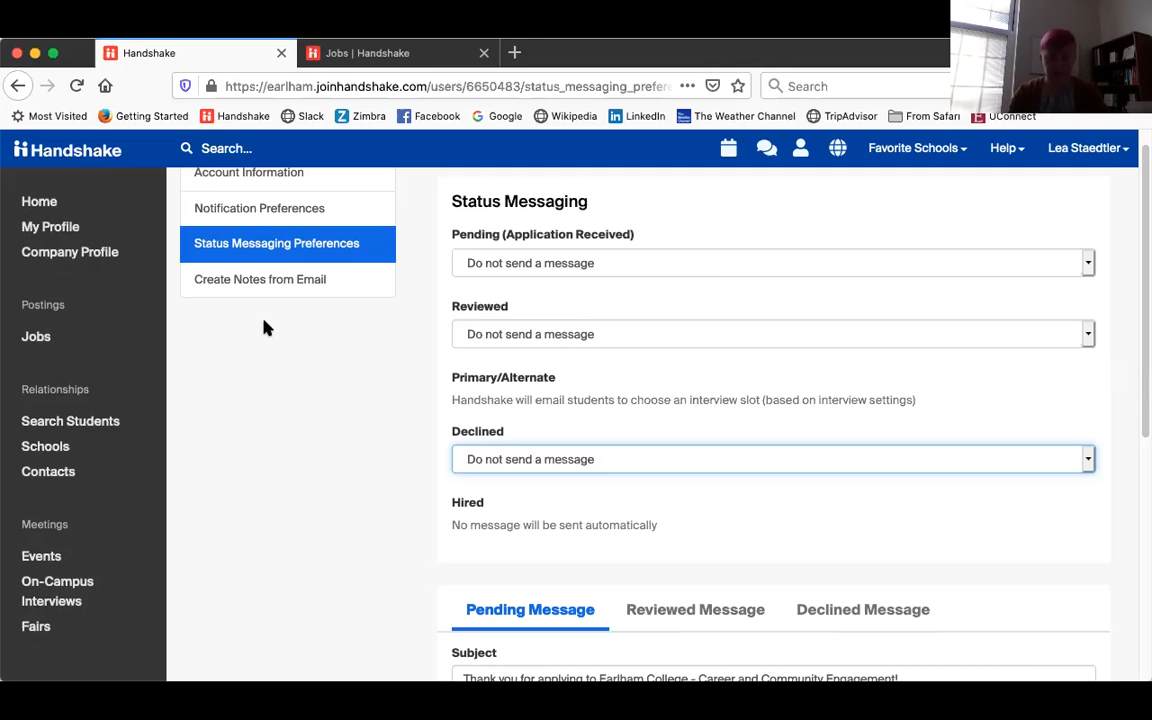 Handshake
Jobs | Handshake
https://earlham.joinhandshake.com/users/6650483/status_messaging_prefere
Search
Most Visited
Getting Started
Handshake
Slack
Zimbra
Facebook
Google
Wikipedia
LinkedIn
The Weather Channel
TripAdvisor
From Safari
UConnect
Handshake
Search...
Favorite Schools
Help
Lea Staedtler
Home
My Profile
Company Profile
Postings
Jobs
Relationships
Search Students
Schools
Contacts
Meetings
Events
On-Campus
Interviews
Fairs
Account Information
Notification Preferences
Status Messaging Preferences
Create Notes from Email
Status Messaging
Pending (Application Received)
Do not send a message
Reviewed
Do not send a message
Primary/Alternate
Handshake will email students to choose an interview slot (based on interview settings)
Declined
Do not send a message
Hired
No message will be sent automatically
Pending Message
Reviewed Message
Declined Message
Subject
Thank you for applying to Earlham College - Career and Community Engagement!